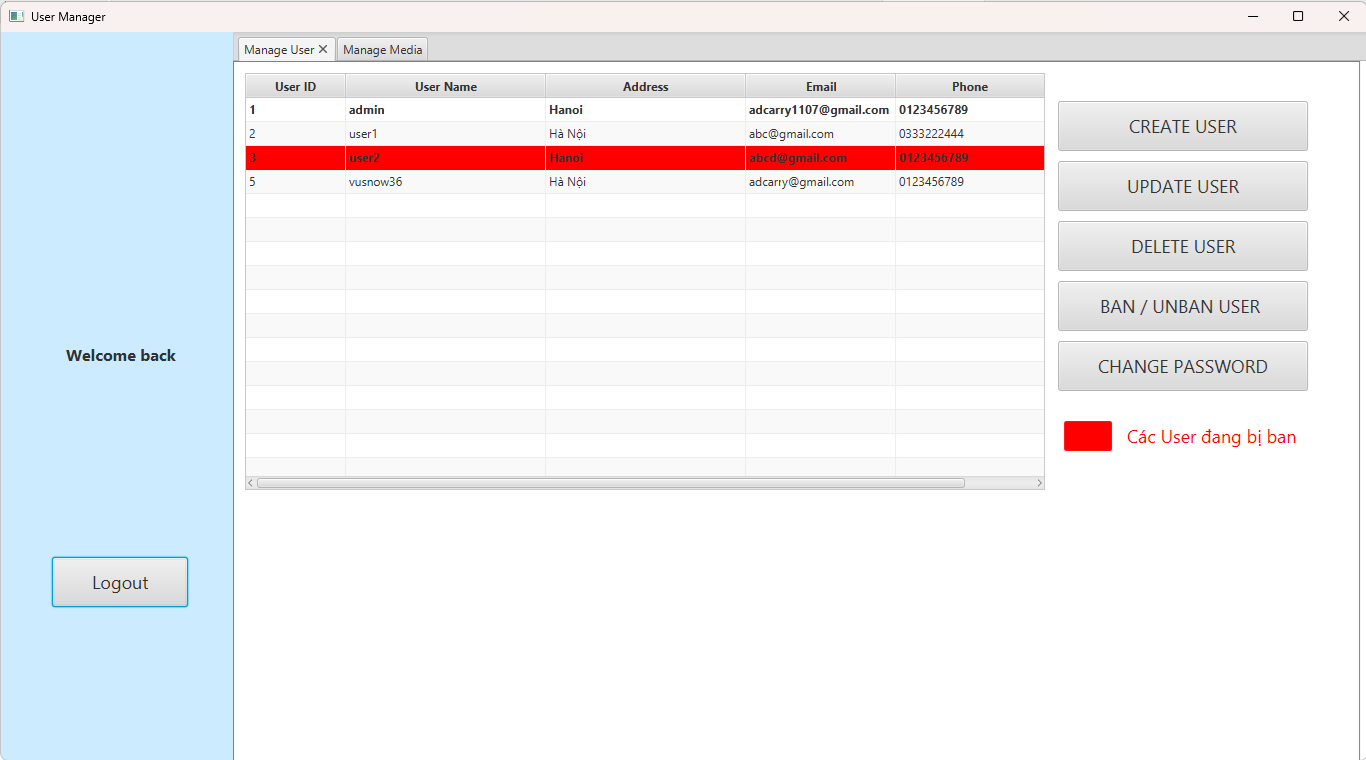 User Manager
Manage User
Manage Media
User ID User Name Address Email Phone
1 admin Hanoi adcarry1107@gmail.com 0123456789
2 user1 Hà Nội abc@gmail.com 0333222444
3 user2 Hanoi abcd@gmail.com 0123456789
5 vusnow36 Hà Nội adcarry@gmail.com 0123456789
CREATE USER
UPDATE USER
DELETE USER
BAN / UNBAN USER
CHANGE PASSWORD
Các User đang bị ban
Welcome back
Logout